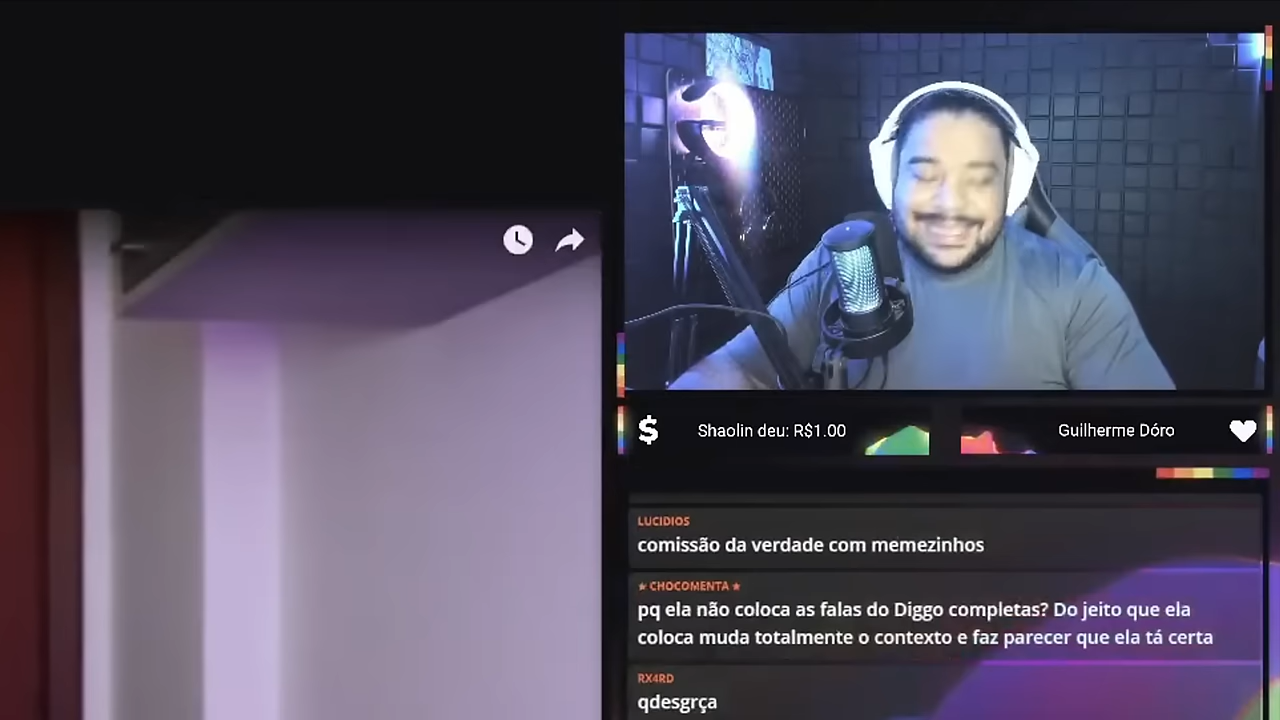 $ Shaolin deu: R$1.00
Guilherme Dóro
LUCIDIOS
comissão da verdade com memezinhos
★ CHOCOMENTA ★
pq ela não coloca as falas do Diggo completas? Do jeito que ela
coloca muda totalmente o contexto e faz parecer que ela tá certa
RX4RD
qdesgrça